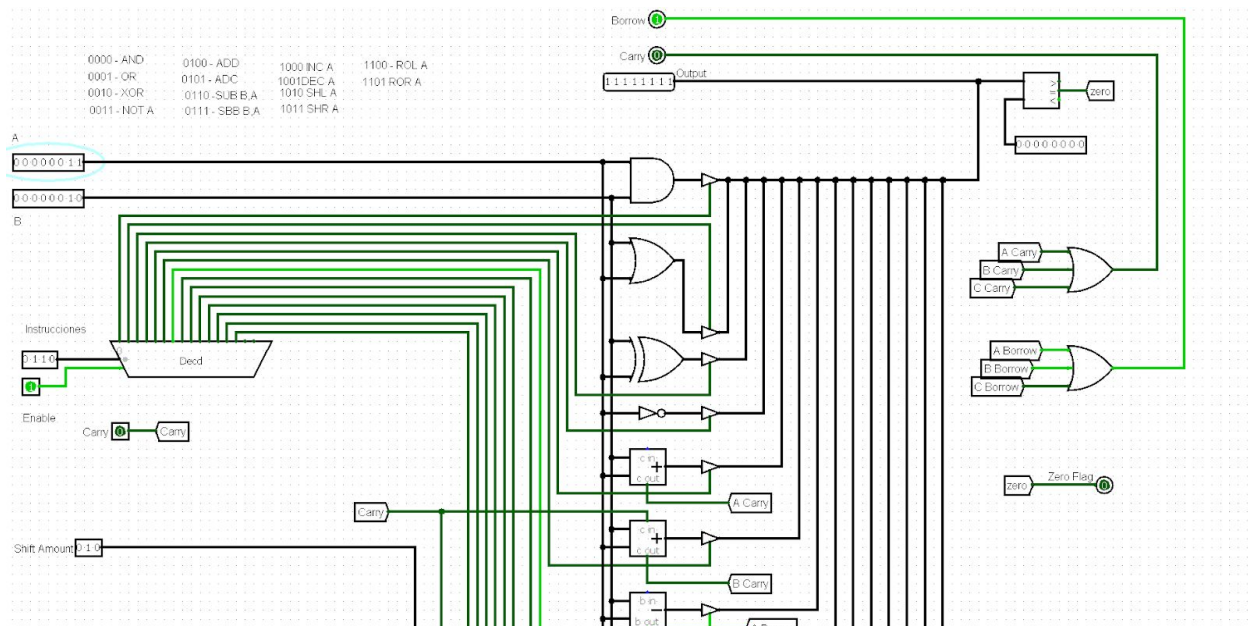 Borrow 1
Carry 0
1 1 1 1 1 1 1 1 Output
0000 - AND 0100 - ADD 1000 INC A 1100 - ROL A
0001 - OR 0101 - ADC 1001DEC A 1101 ROR A
0010 - XOR 0110 -SUB B,A 1010 SHL A
0011 - NOT A 0111 - SBB B,A 1011 SHR A
> = < zero
0 0 0 0 0 0 0 0
A
0 0 0 0 0 0 1 1
0 0 0 0 0 0 1 0
B
A Carry
B Carry
C Carry
Instrucciones
0 1 1 0
Decd
1
Enable
A Borrow
B Borrow
C Borrow
Carry 0 Carry
c in
+
c out
A Carry
zero Zero Flag 0
Carry
c in
+
c out
Shift Amount 0 1 0
B Carry
b in
-
b out